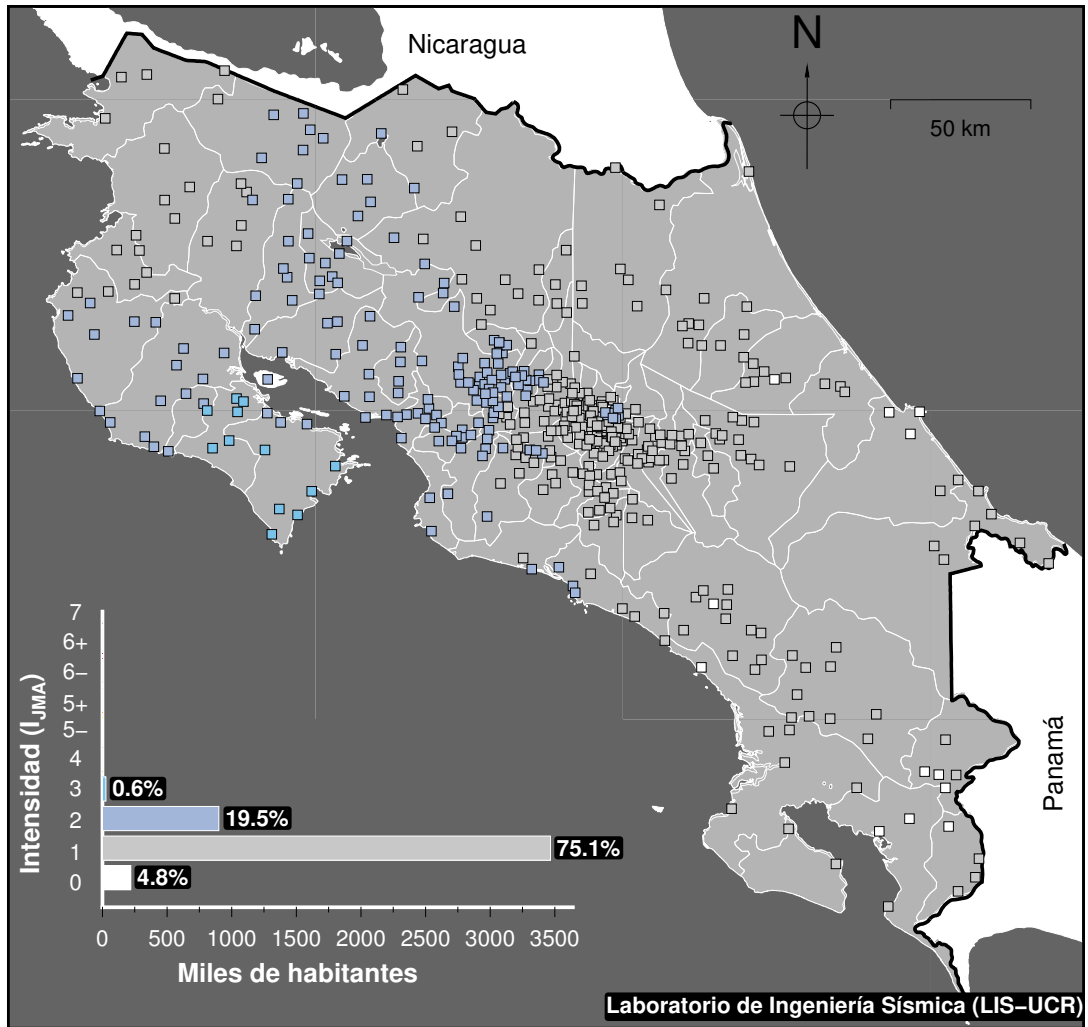 Nicaragua
N
50 km
Panamá
Intensidad (I_JMA)
7
6+
6−
5+
5−
4
3 0.6%
2 19.5%
1 75.1%
0 4.8%
0 500 1000 1500 2000 2500 3000 3500
Miles de habitantes
Laboratorio de Ingeniería Sísmica (LIS−UCR)